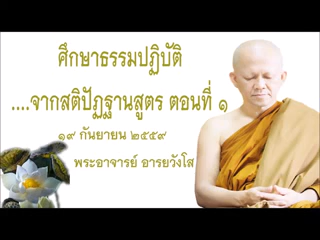 ศึกษาธรรมปฏิบัติ
....จากสติปัฏฐานสูตร ตอนที่ ๑
๑๙ กันยายน ๒๕๕๙
พระอาจารย์ อารยวังโส